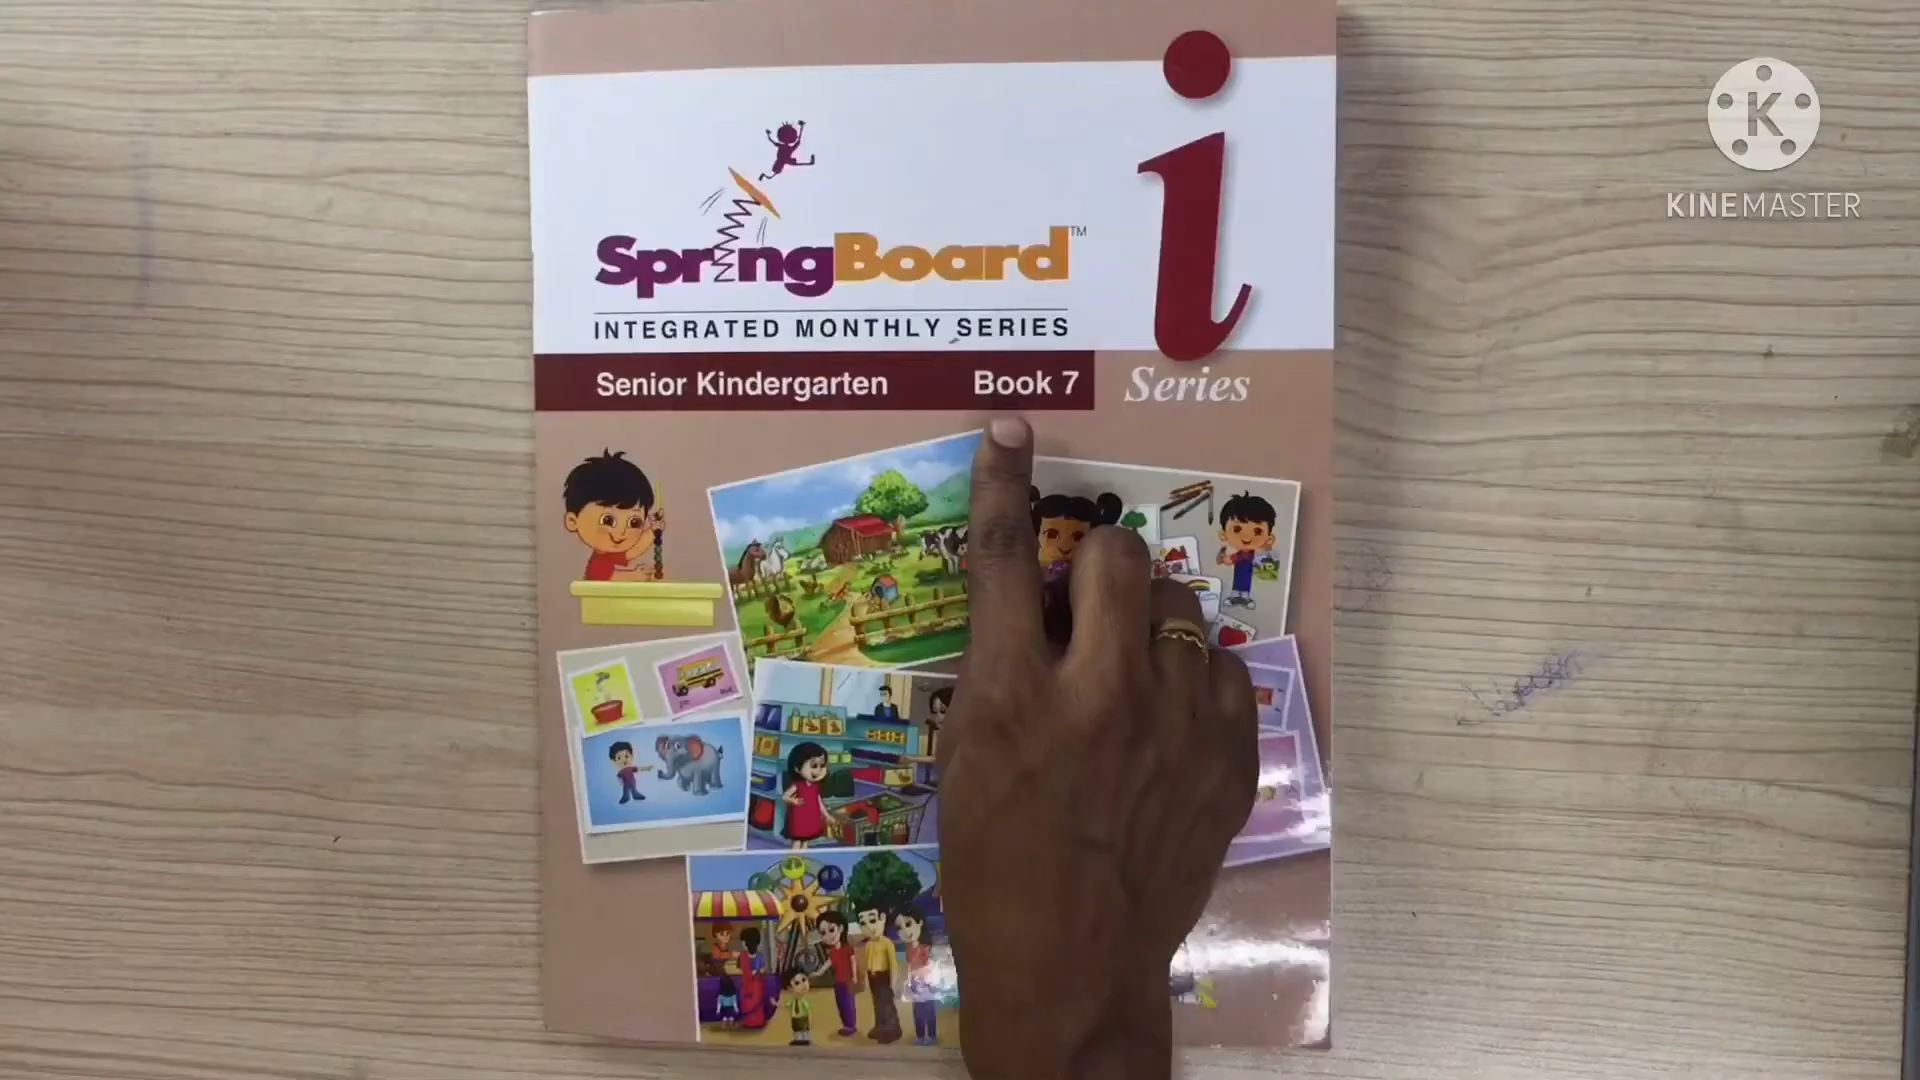 SpringBoard™
INTEGRATED MONTHLY SERIES
Senior Kindergarten Book 7
i
Series
K
KINEMASTER